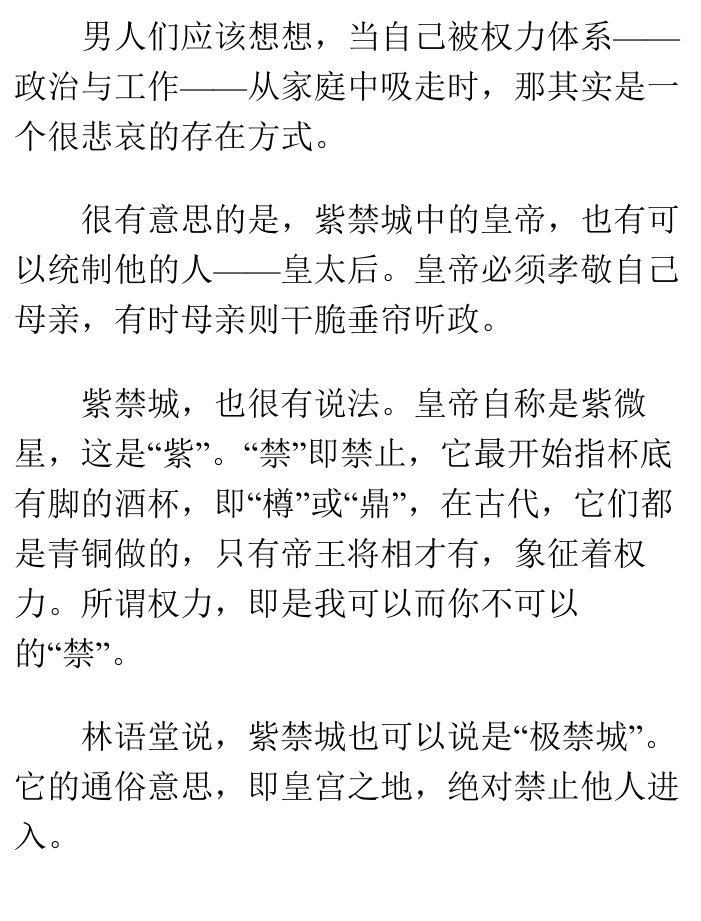 男人们应该想想，当自己被权力体系——
政治与工作——从家庭中吸走时，那其实是一
个很悲哀的存在方式。
很有意思的是，紫禁城中的皇帝，也有可
以统制他的人——皇太后。皇帝必须孝敬自己
母亲，有时母亲则干脆垂帘听政。
紫禁城，也很有说法。皇帝自称是紫微
星，这是“紫”。“禁”即禁止，它最开始指杯底
有脚的酒杯，即“樽”或“鼎”，在古代，它们都
是青铜做的，只有帝王将相才有，象征着权
力。所谓权力，即是我可以而你不可以
的“禁”。
林语堂说，紫禁城也可以说是“极禁城”。
它的通俗意思，即皇宫之地，绝对禁止他人进
入。